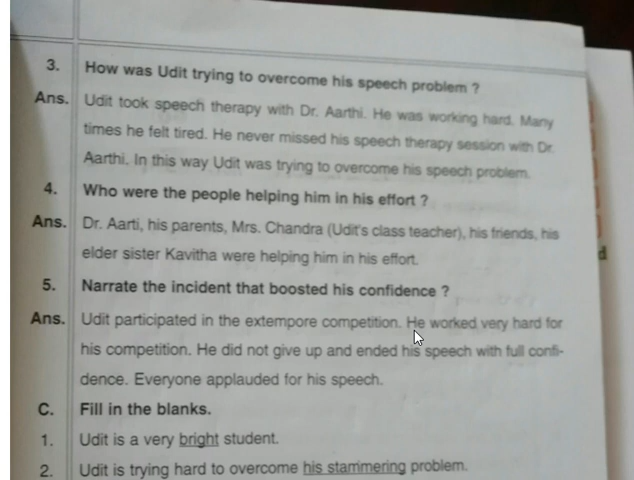 3. How was Udit trying to overcome his speech problem ?
Ans. Udit took speech therapy with Dr. Aarthi. He was working hard. Many
times he felt tired. He never missed his speech therapy session with Dr.
Aarthi. In this way Udit was trying to overcome his speech problem.
4. Who were the people helping him in his effort ?
Ans. Dr. Aarti, his parents, Mrs. Chandra (Udit's class teacher), his friends, his
elder sister Kavitha were helping him in his effort.
5. Narrate the incident that boosted his confidence ?
Ans. Udit participated in the extempore competition. He worked very hard for
his competition. He did not give up and ended his speech with full confi-
dence. Everyone applauded for his speech.
C. Fill in the blanks.
1. Udit is a very bright student.
2. Udit is trying hard to overcome his stammering problem.
d